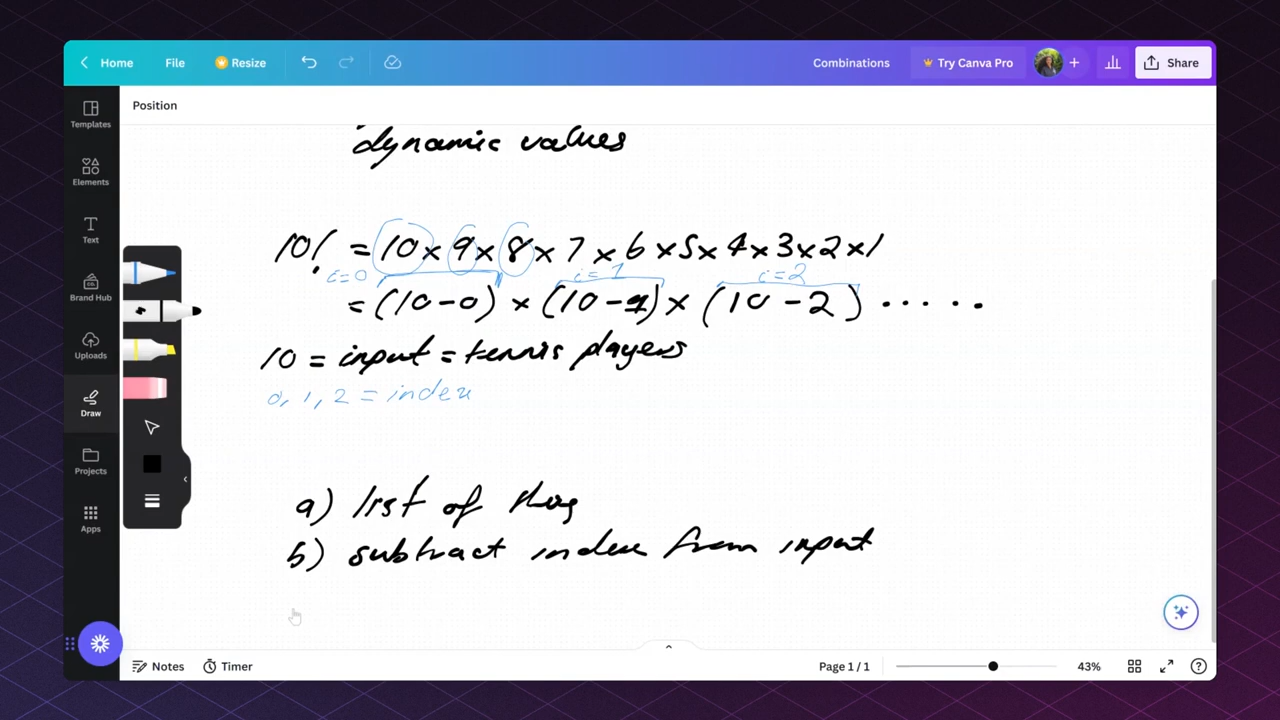 Home File Resize Combinations Try Canva Pro + Share
Position
Templates
Elements
Text
Brand Hub
Uploads
Draw
Projects
Apps
dynamic values
10! = 10 × 9 × 8 × 7 × 6 × 5 × 4 × 3 × 2 × 1
i=0 i=1 i=2
= (10-0) × (10-1) × (10-2) .....
10 = input = tennis players
0, 1, 2 = index
a) list of
b) subtract index from input
Notes Timer Page 1 / 1 43%